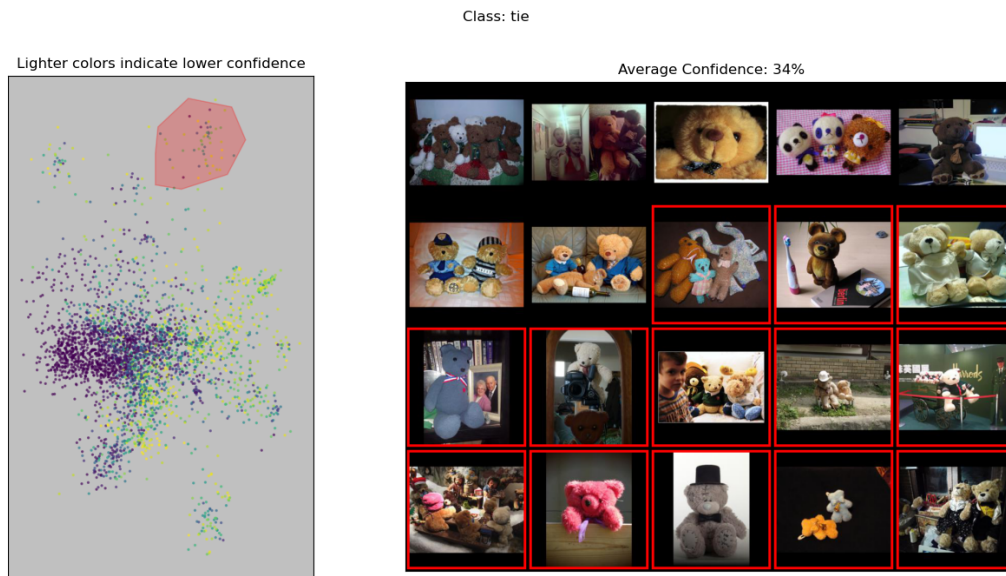 Class: tie
Lighter colors indicate lower confidence
Average Confidence: 34%